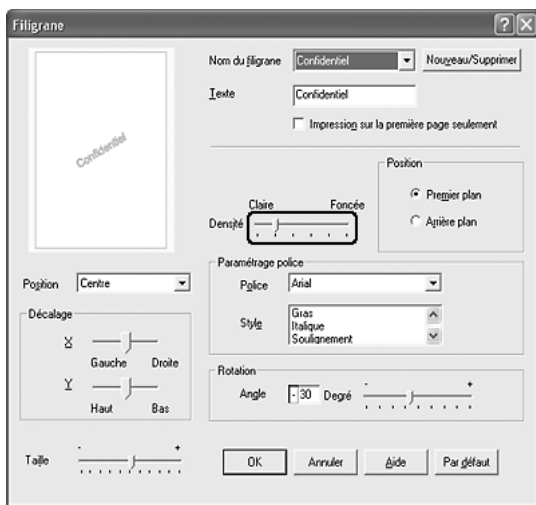 Filigrane
Confidentiel
Nom du filigrane Confidentiel Nouveau/Supprimer
Texte Confidentiel
Impression sur la première page seulement
Position
Premier plan
Arrière plan
Claire Foncée
Densité
Position Centre
Décalage
X
Gauche Droite
Y
Haut Bas
Taille - +
Paramétrage police
Police Arial
Style Gras
Italique
Soulignement
Rotation
Angle - 30 Degré - +
OK Annuler Aide Par défaut